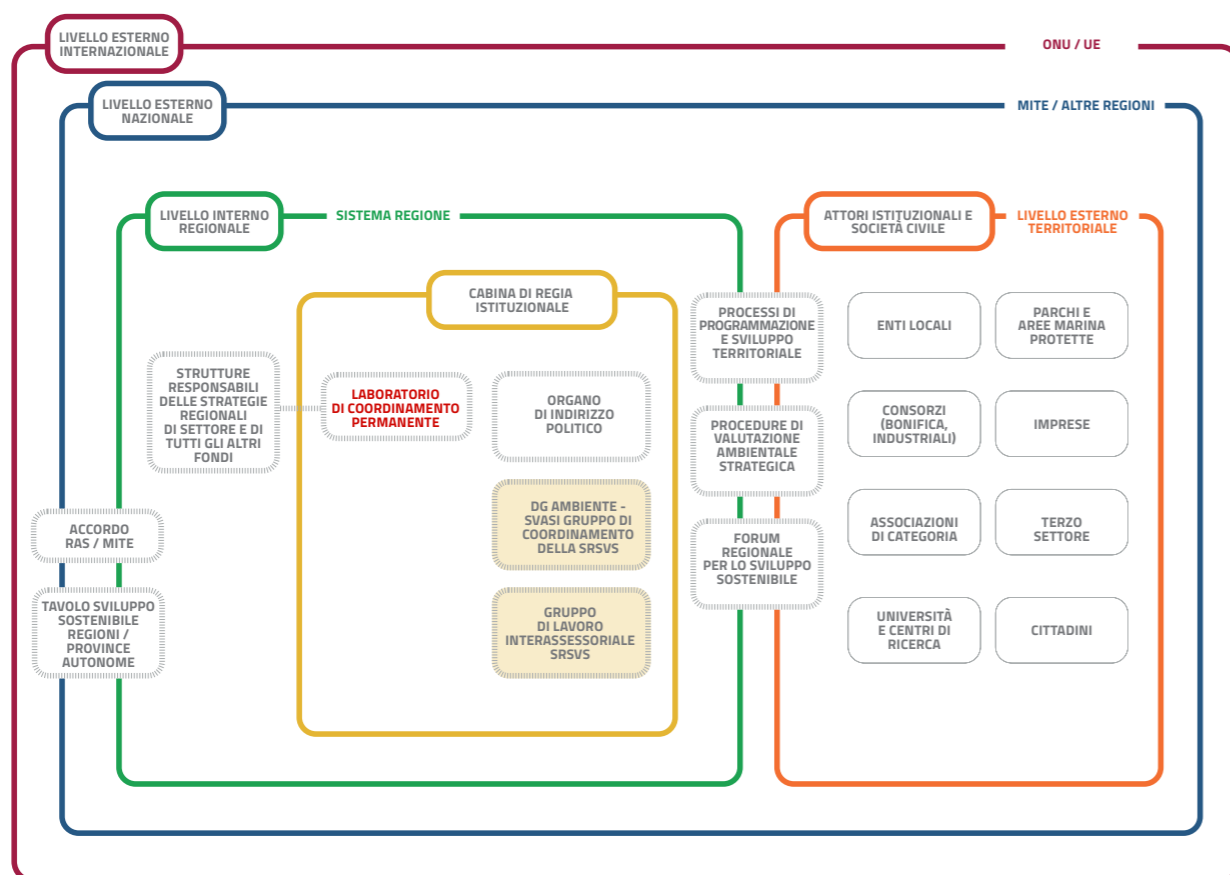 LIVELLO ESTERNO
INTERNAZIONALE
ONU / UE
LIVELLO ESTERNO
NAZIONALE
MITE / ALTRE REGIONI
LIVELLO INTERNO
REGIONALE
SISTEMA REGIONE
ATTORI ISTITUZIONALI E
SOCIETÀ CIVILE
LIVELLO ESTERNO
TERRITORIALE
CABINA DI REGIA
ISTITUZIONALE
STRUTTURE
RESPONSABILI
DELLE STRATEGIE
REGIONALI
DI SETTORE E DI
TUTTI GLI ALTRI
FONDI
LABORATORIO
DI COORDINAMENTO
PERMANENTE
ORGANO
DI INDIRIZZO
POLITICO
DG AMBIENTE -
SVASI GRUPPO DI
COORDINAMENTO
DELLA SRSVS
GRUPPO
DI LAVORO
INTERASSESSORIALE
SRSVS
ACCORDO
RAS / MITE
TAVOLO SVILUPPO
SOSTENIBILE
REGIONI /
PROVINCE
AUTONOME
PROCESSI DI
PROGRAMMAZIONE
E SVILUPPO
TERRITORIALE
PROCEDURE DI
VALUTAZIONE
AMBIENTALE
STRATEGICA
FORUM
REGIONALE
PER LO SVILUPPO
SOSTENIBILE
ENTI LOCALI
PARCHI E
AREE MARINA
PROTETTE
CONSORZI
(BONIFICA,
INDUSTRIALI)
IMPRESE
ASSOCIAZIONI
DI CATEGORIA
TERZO
SETTORE
UNIVERSITÀ
E CENTRI DI
RICERCA
CITTADINI